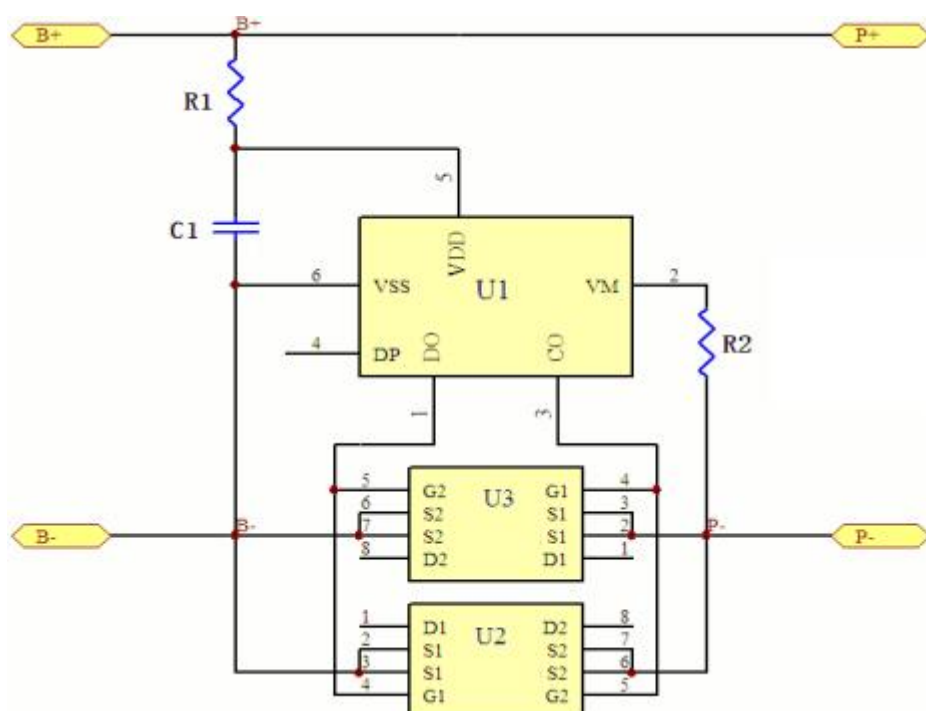 B+ B+ P+
R1
5
C1
6 VSS VDD U1 VM 2
4 DP DO CO R2
1 3
5 G2 U3 G1 4
6 S2 S1 3
B- B- 7 S2 S1 2 P- P-
8 D2 D1 1
1 D1 U2 D2 8
2 S1 S2 7
3 S1 S2 6
4 G1 G2 5